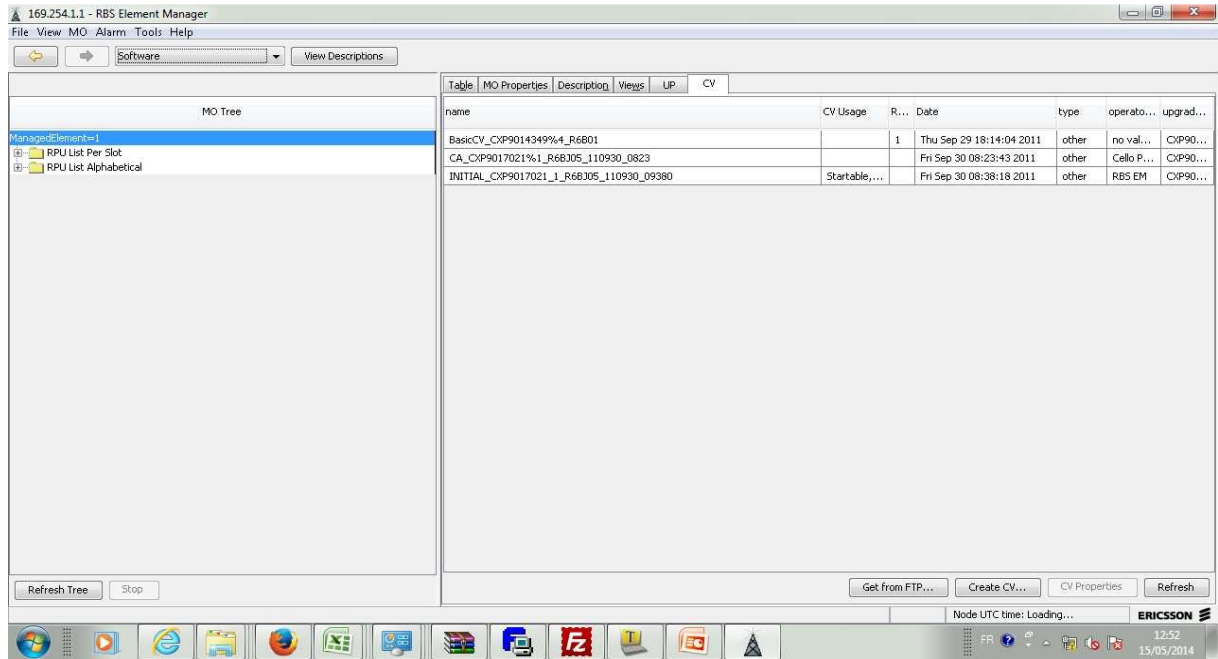 169.254.1.1 - RBS Element Manager
File View MO Alarm Tools Help
Software View Descriptions
Table MO Properties Description Views UP CV
MO Tree
ManagedElement=1
RPU List Per Slot
RPU List Alphabetical
name CV Usage R... Date type operato... upgrad...
BasicCV_CXP9014349%4_R6B01 1 Thu Sep 29 18:14:04 2011 other no val... CXP90...
CA_CXP9017021%1_R6BJ05_110930_0823 Fri Sep 30 08:23:43 2011 other Cello P... CXP90...
INITIAL_CXP9017021_1_R6BJ05_110930_09380 Startable,... Fri Sep 30 08:38:18 2011 other RBS EM CXP90...
Refresh Tree Stop
Get from FTP... Create CV... CV Properties Refresh
Node UTC time: Loading... ERICSSON
FR 12:52
15/05/2014